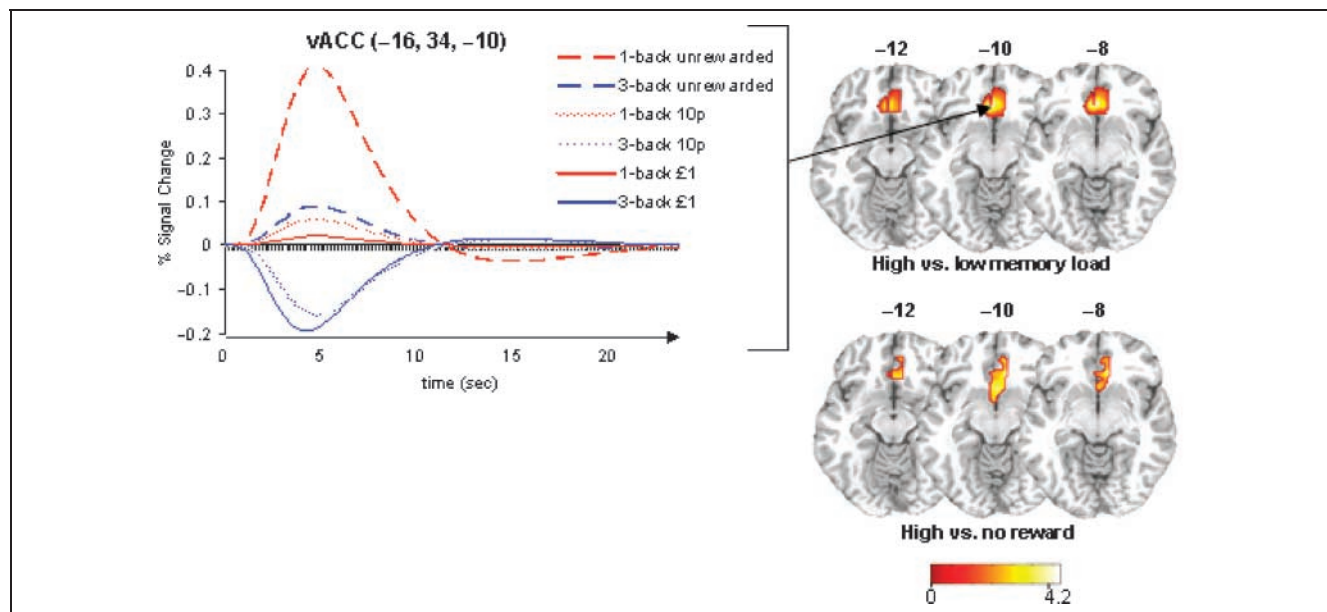 vACC (−16, 34, −10)
1-back unrewarded
3-back unrewarded
1-back 10p
3-back 10p
1-back £1
3-back £1
% Signal Change
0.4
0.3
0.2
0.1
0
−0.1
−0.2
0
5
10
15
20
time (sec)
−12
−10
−8
High vs. low memory load
−12
−10
−8
High vs. no reward
0
4.2